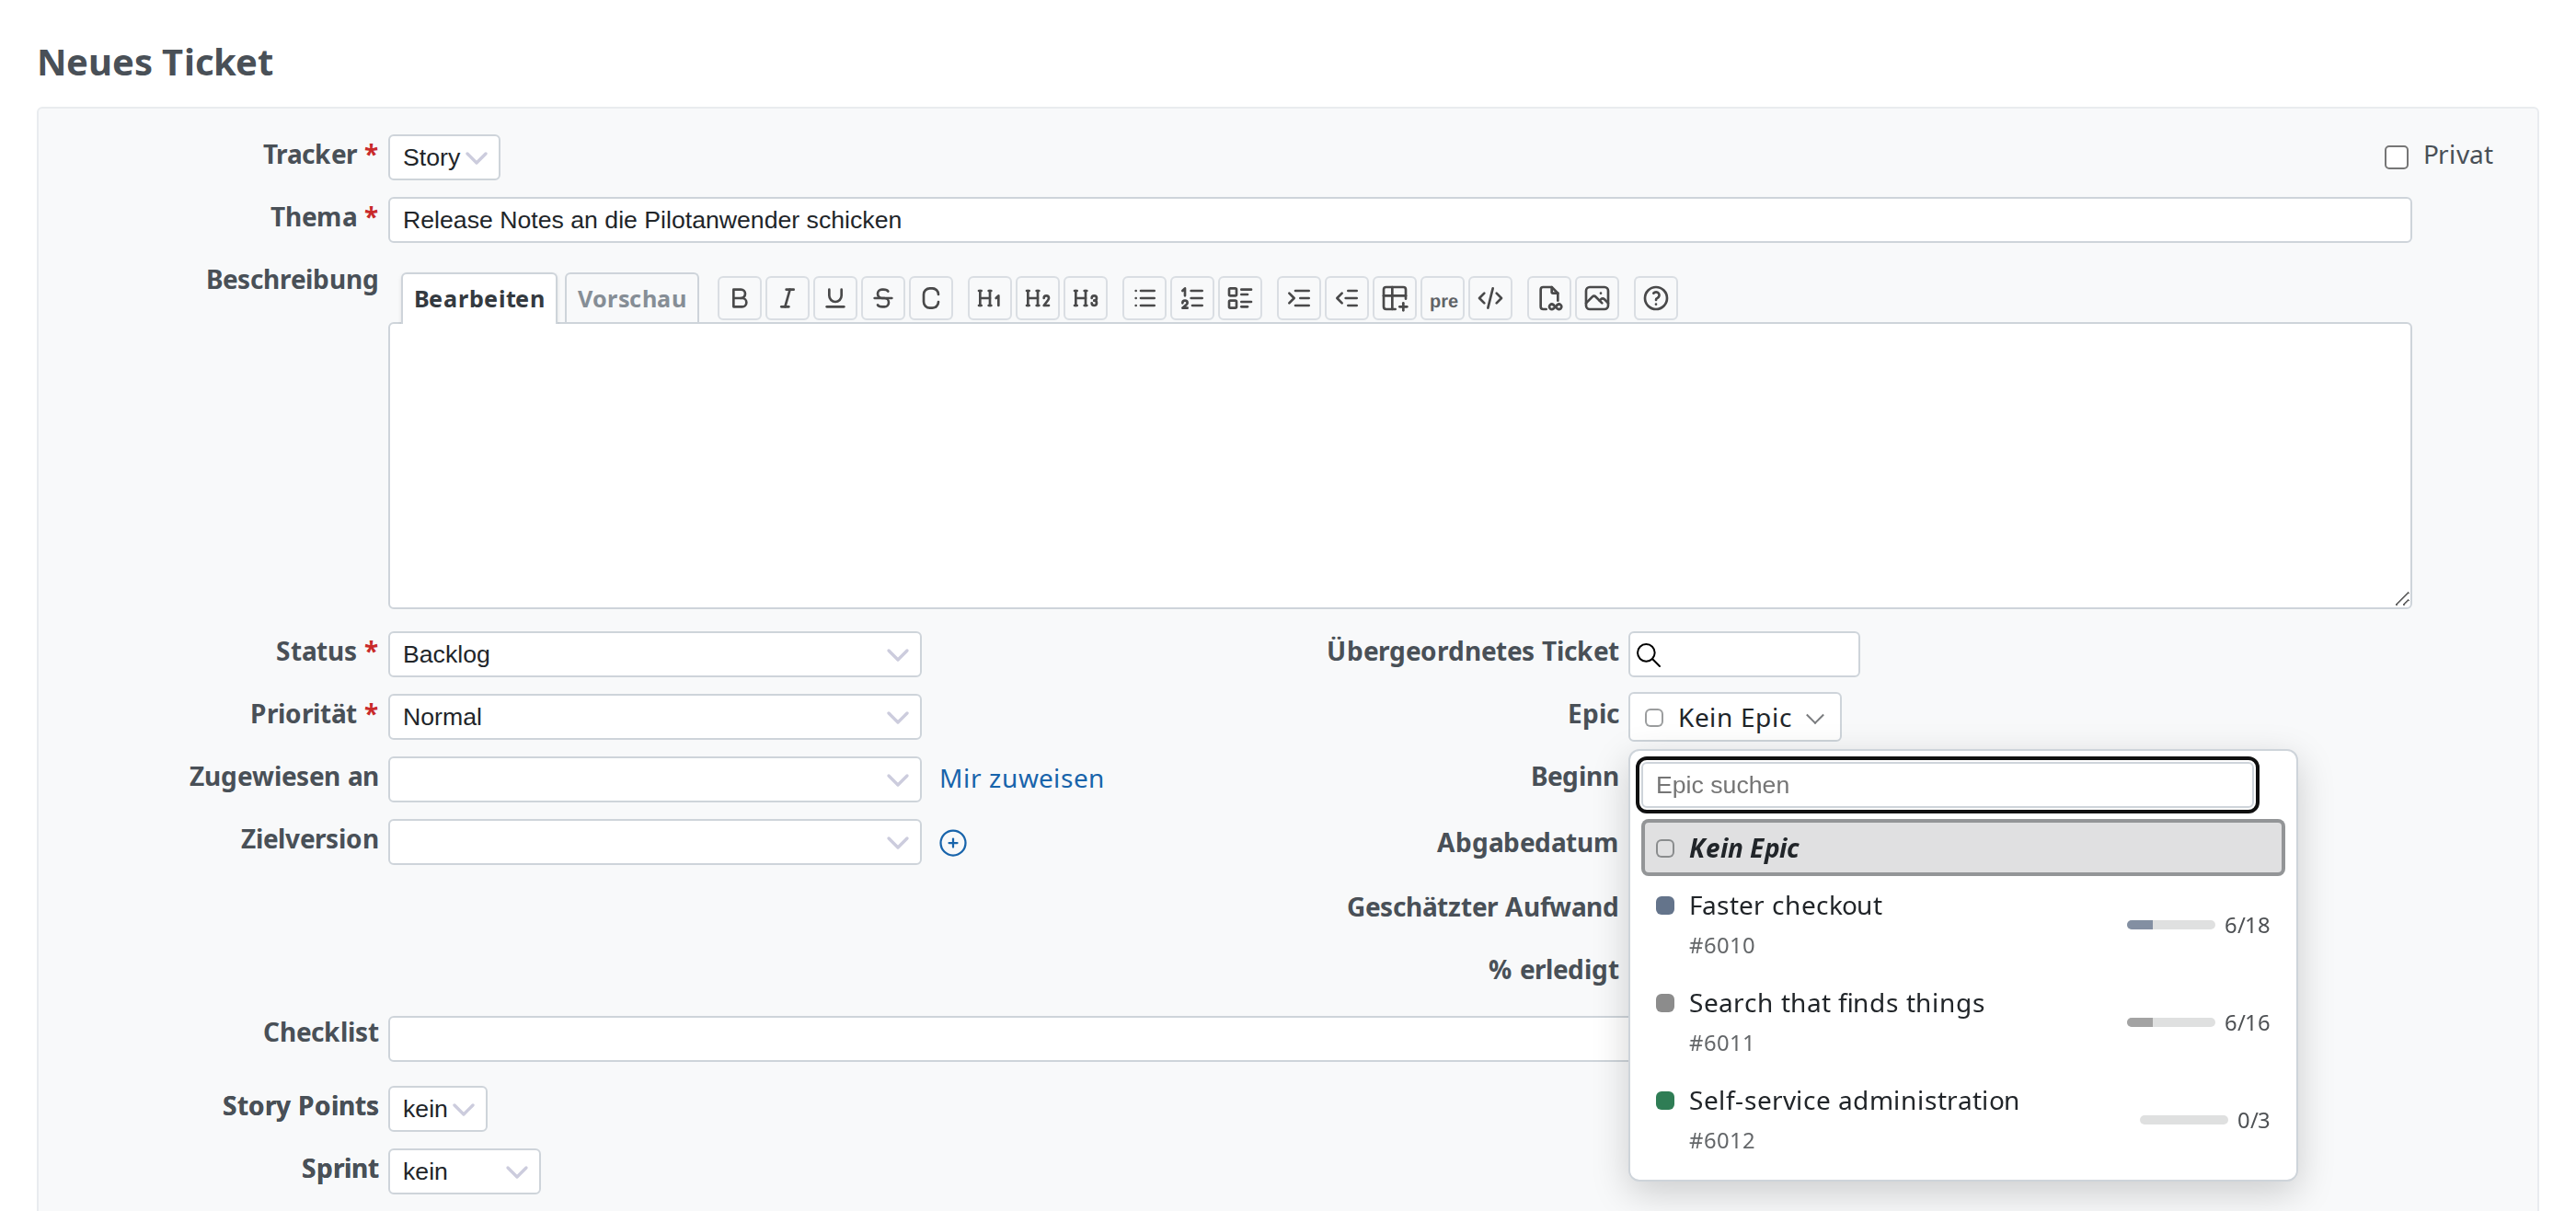 Neues Ticket
Tracker * Story Privat
Thema * Release Notes an die Pilotanwender schicken
Beschreibung Bearbeiten Vorschau B I U S C H1 H2 H3 pre
Status * Backlog Übergeordnetes Ticket
Priorität * Normal Epic Kein Epic
Zugewiesen an Mir zuweisen Beginn Epic suchen
Zielversion Abgabedatum Kein Epic
Geschätzter Aufwand Faster checkout 6/18
#6010
% erledigt
Checklist Search that finds things 6/16
#6011
Story Points kein Self-service administration 0/3
#6012
Sprint kein